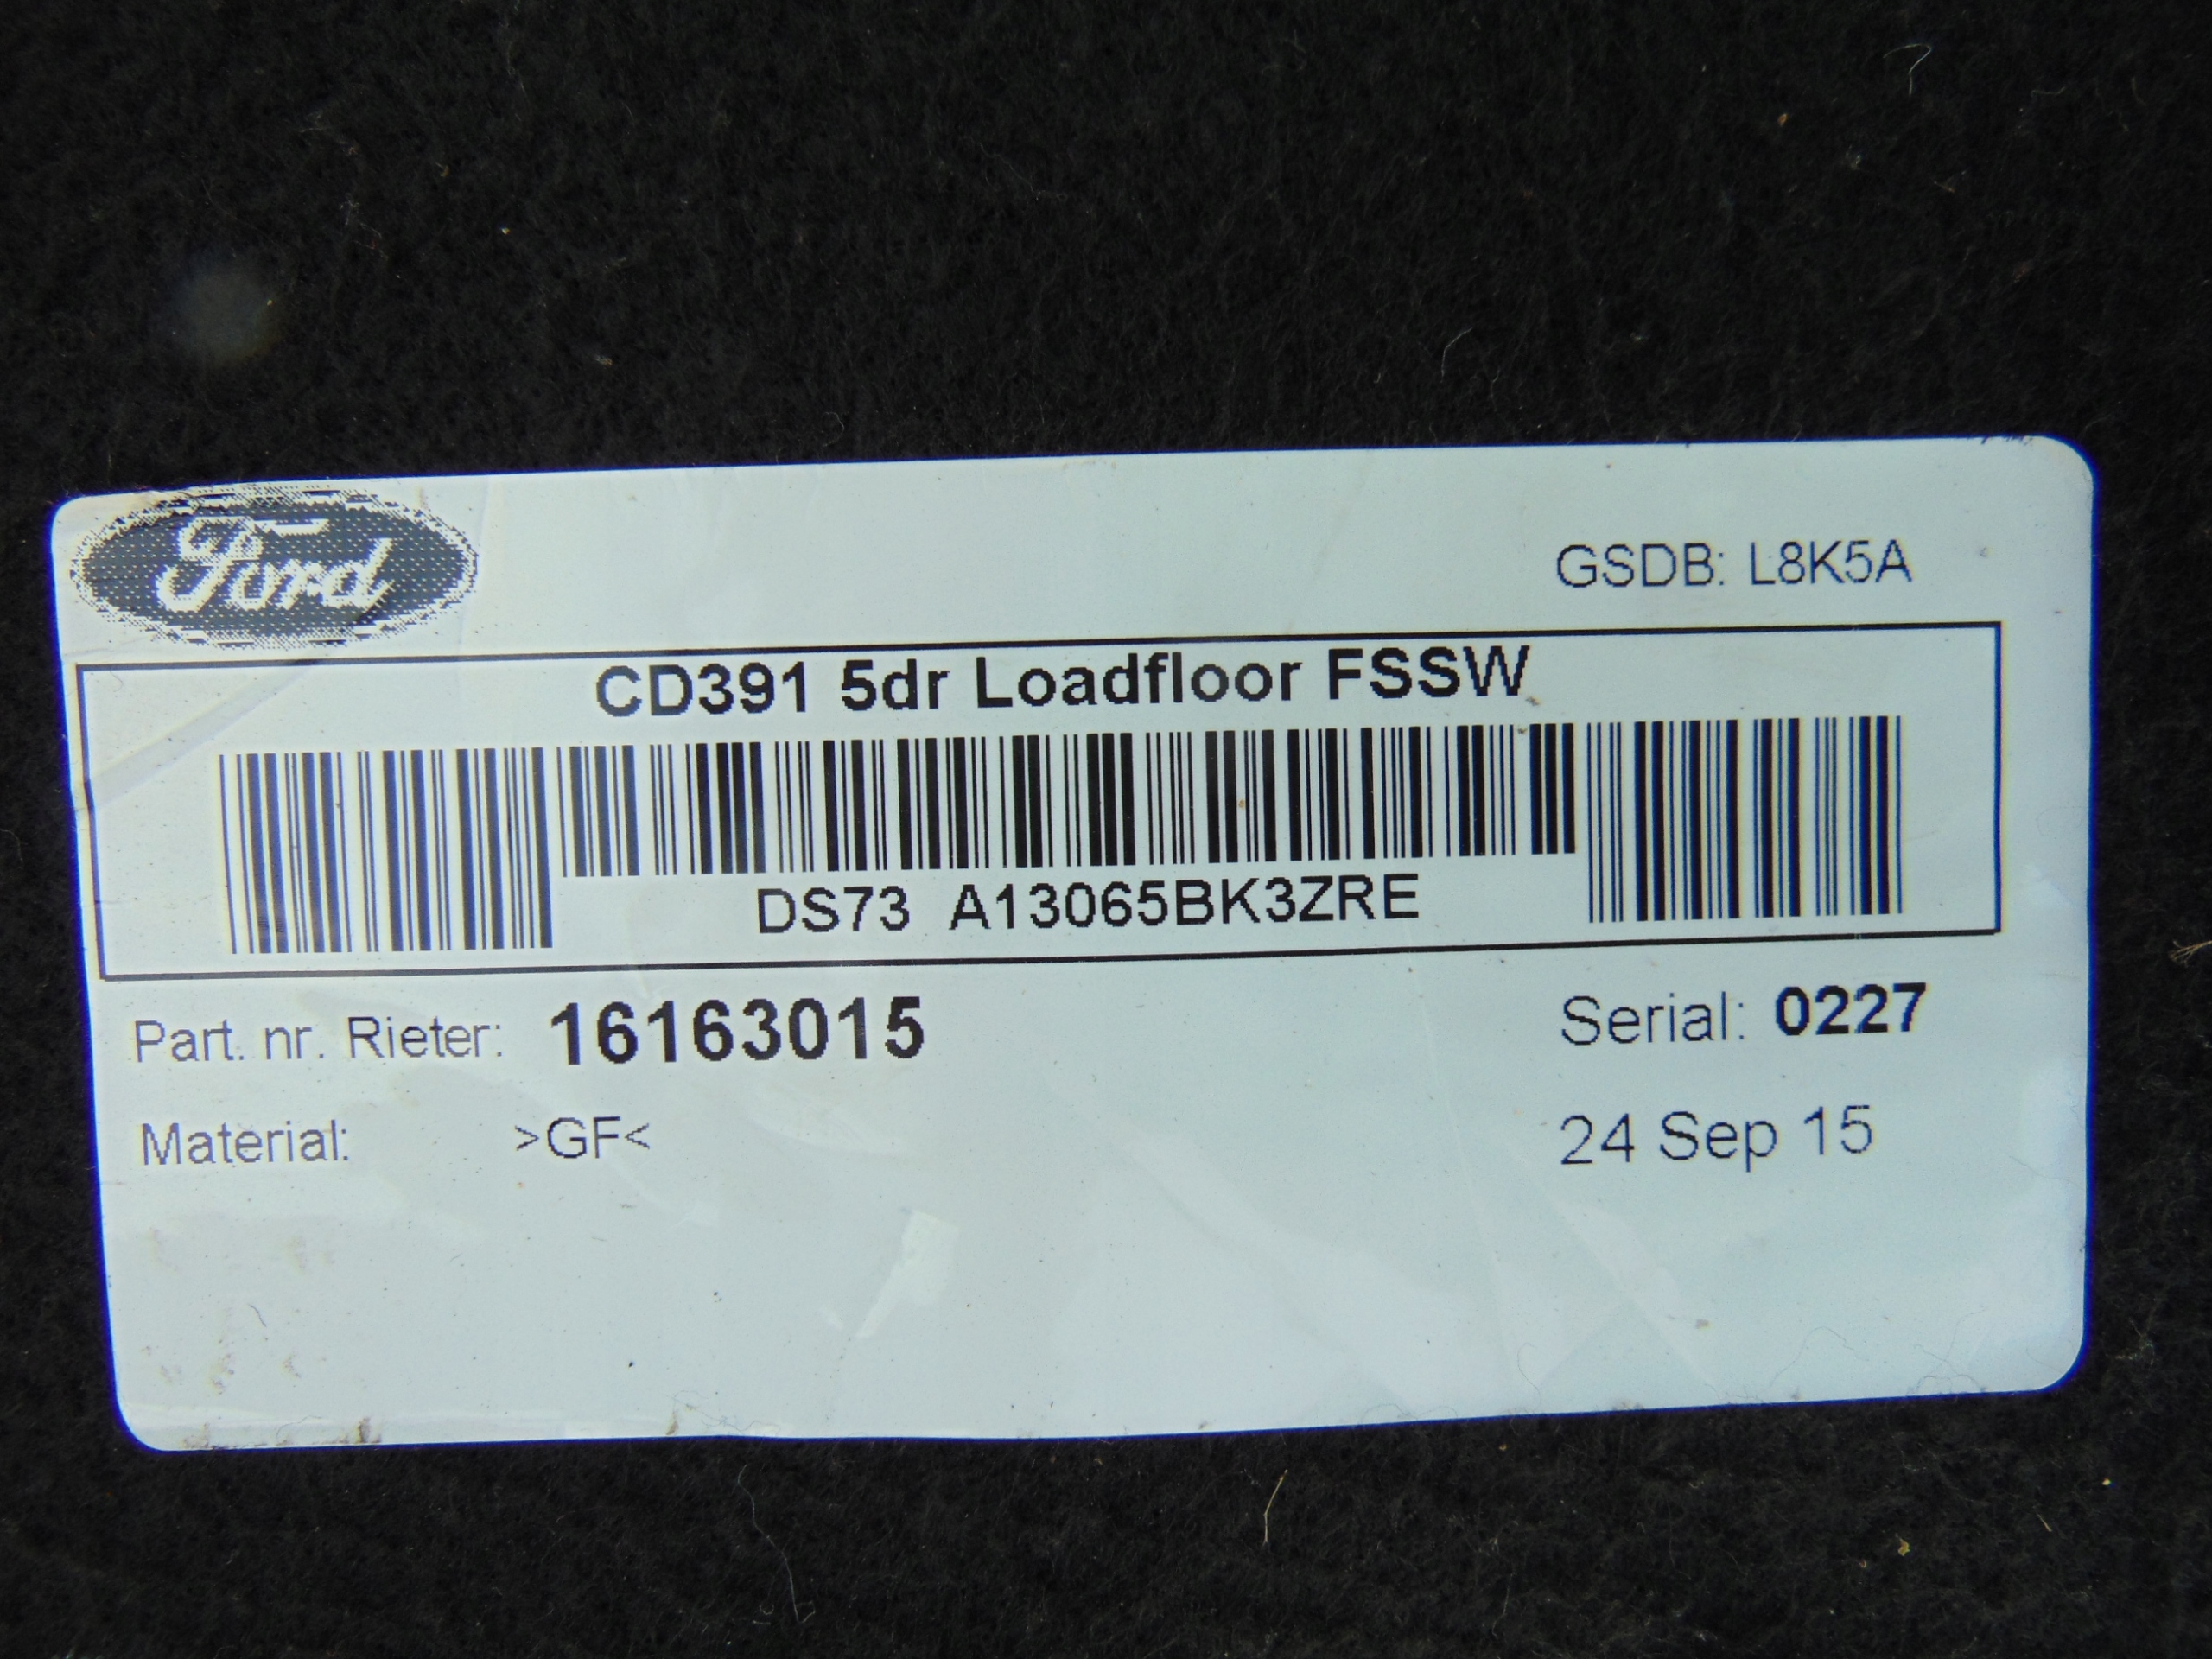 Ford
GSDB: L8K5A
CD391 5dr Loadfloor FSSW
DS73 A13065BK3ZRE
Part. nr. Rieter: 16163015
Serial: 0227
Material: >GF<
24 Sep 15